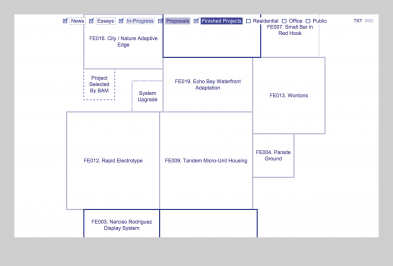 News Essays In-Progress Proposals Finished Projects Residential Office Public TXT IMG
FE016. City / Nature Adaptive
Edge
FE007. Small Bar in
Red Hook
Project
Selected
By BAM
System
Upgrade
FE019. Echo Bay Waterfront
Adaptation
FE013. Wontons
FE012. Rapid Electrotype
FE009. Tandem Micro-Unit Housing
FE004. Parade
Ground
FE003. Narciso Rodriguez
Display System